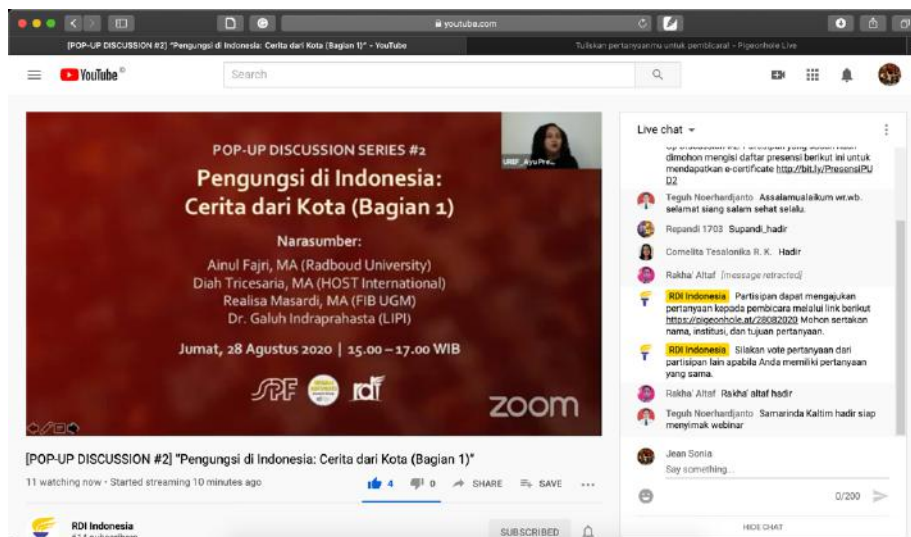 youtube.com
[POP-UP DISCUSSION #2] "Pengungsi di Indonesia: Cerita dari Kota (Bagian 1)" - YouTube
Tuliskan pertanyaanmu untuk pembicara! - Pigeonhole Live
YouTube ID
Search
POP-UP DISCUSSION SERIES #2
Pengungsi di Indonesia:
Cerita dari Kota (Bagian 1)
Narasumber:
Ainul Fajri, MA (Radboud University)
Diah Tricesaria, MA (HOST International)
Realisa Masardi, MA (FIB UGM)
Dr. Galuh Indraprahasta (LIPI)
Jumat, 28 Agustus 2020 | 15.00 – 17.00 WIB
SPF
rdi
zoom
[POP-UP DISCUSSION #2] "Pengungsi di Indonesia: Cerita dari Kota (Bagian 1)"
11 watching now • Started streaming 10 minutes ago
4
0
SHARE
SAVE
RDI Indonesia
SUBSCRIBED
Live chat
dimohon mengisi daftar presensi berikut ini untuk
mendapatkan e-certificate http://bit.ly/PresensiPU
D2
Teguh Noerhardjanto Assalamualaikum wr.wb.
selamat siang salam sehat selalu.
Repandi 1703 Supandi_hadir
Cornelita Tesalonika R. K. Hadir
Rakha' Altaf [message retracted]
RDI Indonesia Partisipan dapat mengajukan
pertanyaan kepada pembicara melalui link berikut
https://pigeonhole.at/28082020 Mohon sertakan
nama, institusi, dan tujuan pertanyaan.
RDI Indonesia Silakan vote pertanyaan dari
partisipan lain apabila Anda memiliki pertanyaan
yang sama.
Rakha' Altaf Rakha' altaf hadir
Teguh Noerhardjanto Samarinda Kaltim hadir siap
menyimak webinar
Jean Sonia
Say something...
0/200
HIDE CHAT